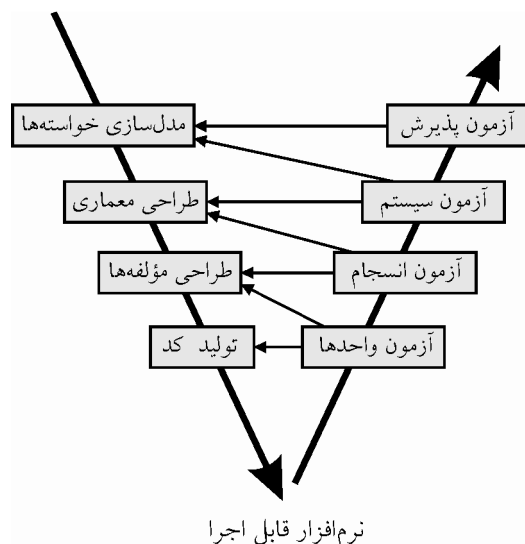 مدل‌سازی خواسته‌ها
آزمون پذیرش
طراحی معماری
آزمون سیستم
طراحی مؤلفه‌ها
آزمون انسجام
تولید کد
آزمون واحدها
نرم‌افزار قابل اجرا